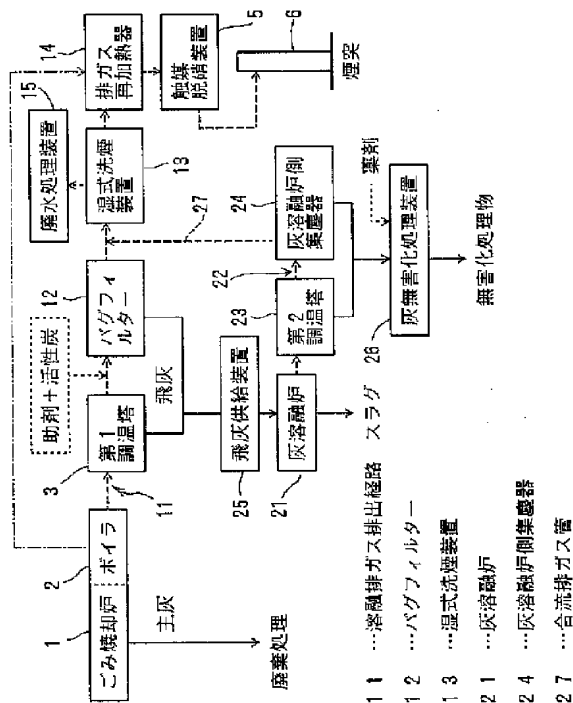 1
2
ごみ焼却炉
ボイラ
主灰
廃棄処理
11
3
第1
調温塔
助剤+活性炭
12
バグフィルター
飛灰
25
飛灰供給装置
21
灰溶融炉
スラグ
15
廃水処理装置
湿式洗煙
装置
13
27
22
23
第2
調温塔
24
灰溶融炉側
集塵器
薬剤
26
灰無害化処理装置
無害化処理物
14
排ガス
再加熱器
5
触媒
脱硝装置
6
煙突
11 …溶融排ガス排出経路
12 …バグフィルター
13 …湿式洗煙装置
21 …灰溶融炉
24 …灰溶融炉側集塵器
27 …合流排ガス管